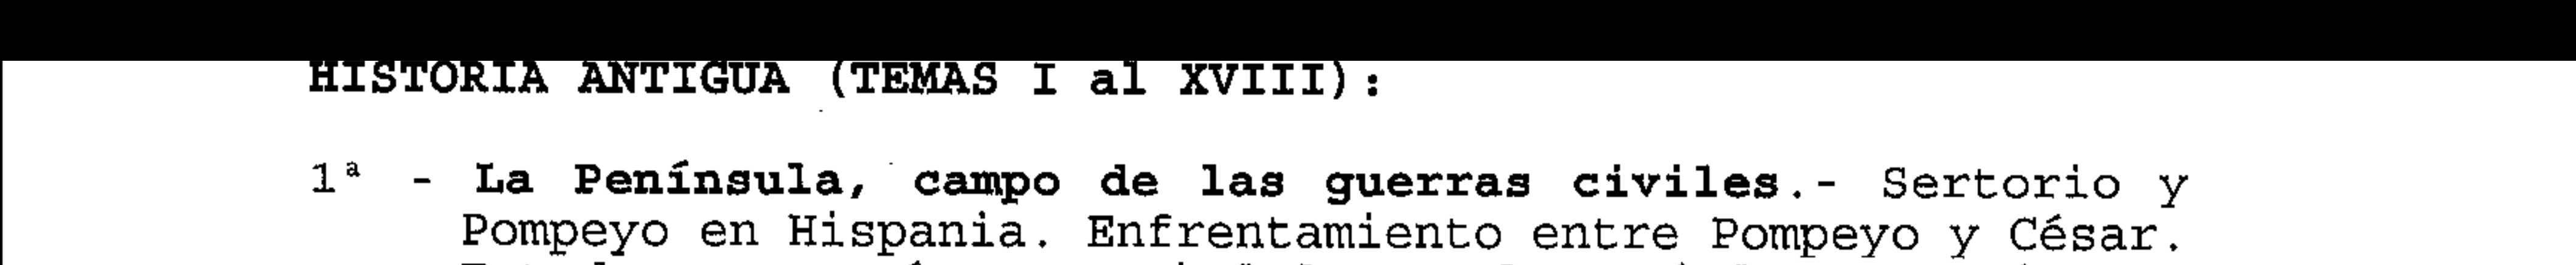 HISTORIA ANTIGUA (TEMAS I al XVIII):
1ª - La Península, campo de las guerras civiles.- Sertorio y
Pompeyo en Hispania. Enfrentamiento entre Pompeyo y César.